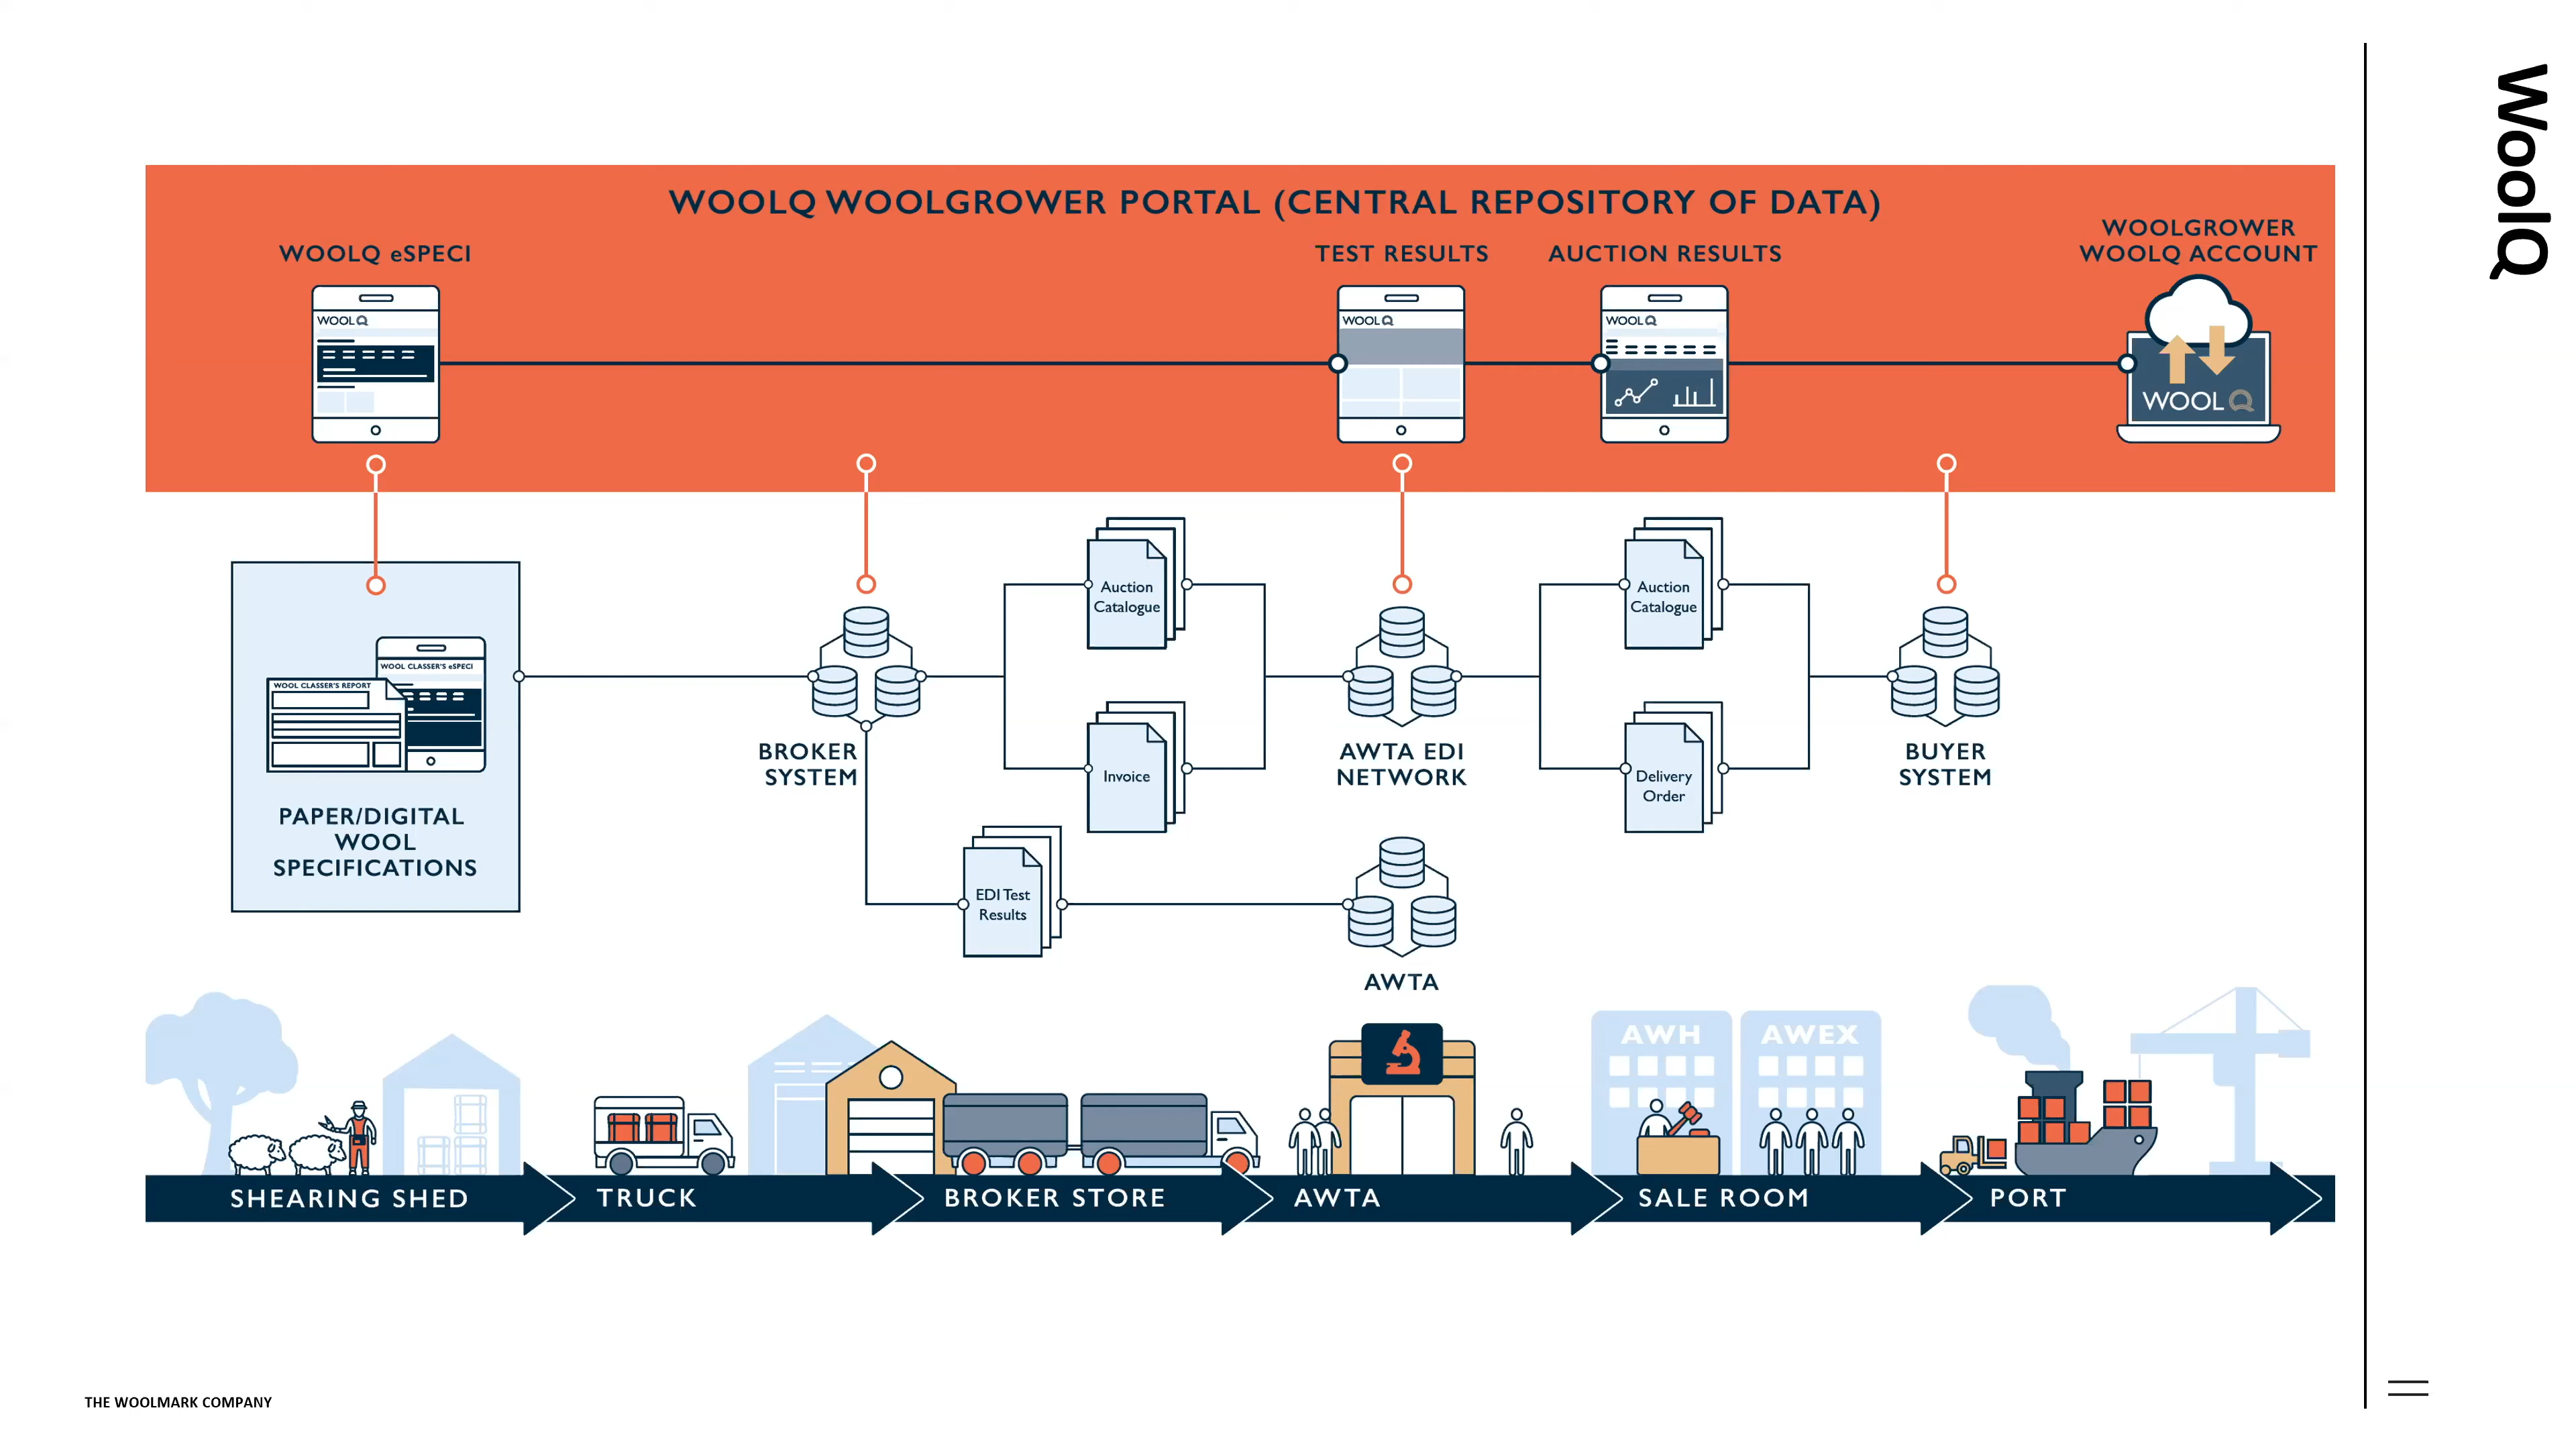 WoolQ
WOOLQ WOOLGROWER PORTAL (CENTRAL REPOSITORY OF DATA)
WOOLQ eSPECI
TEST RESULTS
AUCTION RESULTS
WOOLGROWER
WOOLQ ACCOUNT
WOOLQ
WOOLQ
WOOLQ
WOOLQ
WOOL CLASSER'S eSPECI
WOOL CLASSER'S REPORT
PAPER/DIGITAL
WOOL
SPECIFICATIONS
BROKER
SYSTEM
Auction
Catalogue
Invoice
EDI Test
Results
AWTA EDI
NETWORK
AWTA
Auction
Catalogue
Delivery
Order
BUYER
SYSTEM
AWH
AWEX
SHEARING SHED
TRUCK
BROKER STORE
AWTA
SALE ROOM
PORT
THE WOOLMARK COMPANY